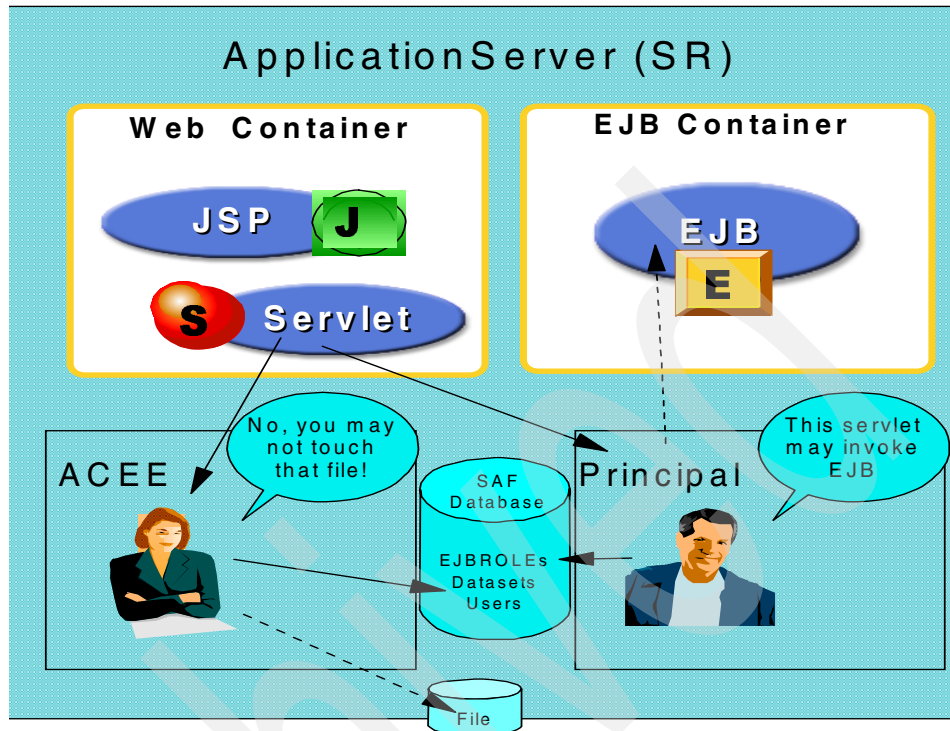 ApplicationServer (SR)
Web Container
EJB Container
JSP
J
EJB
E
S
Servlet
No, you may
not touch
that file!
This servlet
may invoke
EJB
ACEE
Principal
SAF
Database
EJBROLEs
Datasets
Users
File